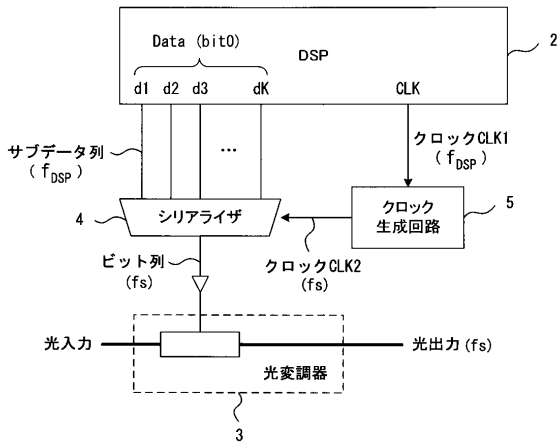 Data (bit0)
DSP
2
d1 d2 d3 dK CLK
サブデータ列
(fDSP)
...
クロックCLK1
(fDSP)
4
シリアライザ
クロック
生成回路
5
ビット列
(fs)
クロックCLK2
(fs)
光入力
光出力(fs)
光変調器
3